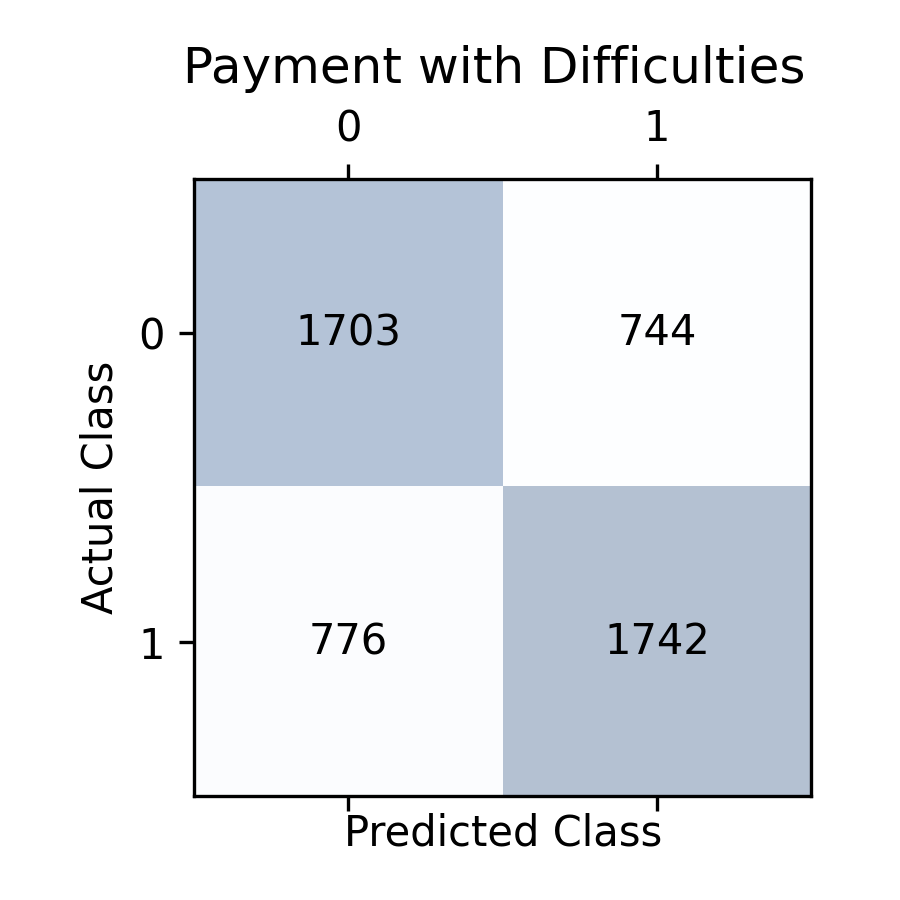 Payment with Difficulties
0 1
0 1703 744
Actual Class
1 776 1742
Predicted Class